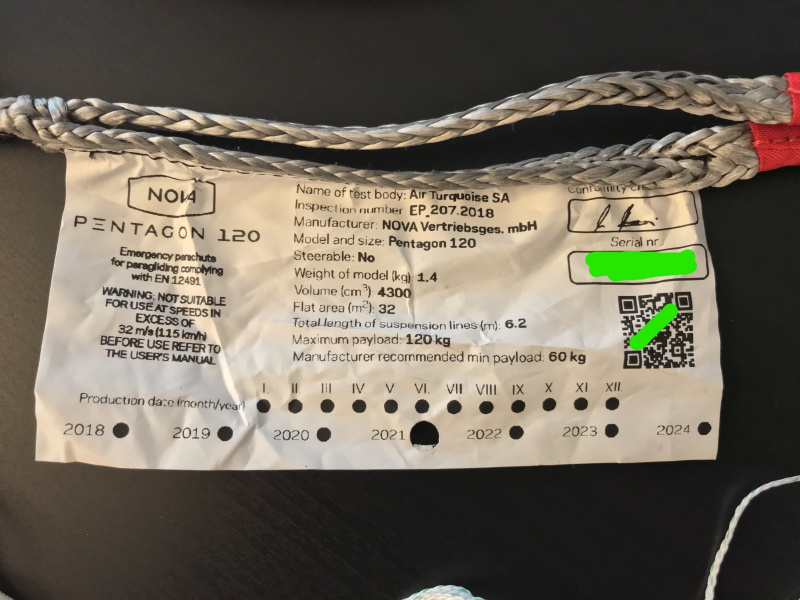 NOVA
PENTAGON 120
Emergency parachute
for paragliding complying
with EN 12491
WARNING: NOT SUITABLE
FOR USE AT SPEEDS IN
EXCESS OF
32 m/s (115 km/h)
BEFORE USE REFER TO
THE USER'S MANUAL
Name of test body: Air Turquoise SA
Inspection number EP_207.2018
Manufacturer: NOVA Vertriebsges. mbH
Model and size: Pentagon 120
Steerable: No
Weight of model (kg): 1.4
Volume (cm³) 4300
Flat area (m²): 32
Total length of suspension lines (m): 6.2
Maximum payload: 120 kg
Manufacturer recommended min payload: 60 kg
Conformity
Serial nr
Production date (month/year)
I. II III IV V VI. VII VIII IX X XI XII
2018 2019 2020 2021 2022 2023 2024